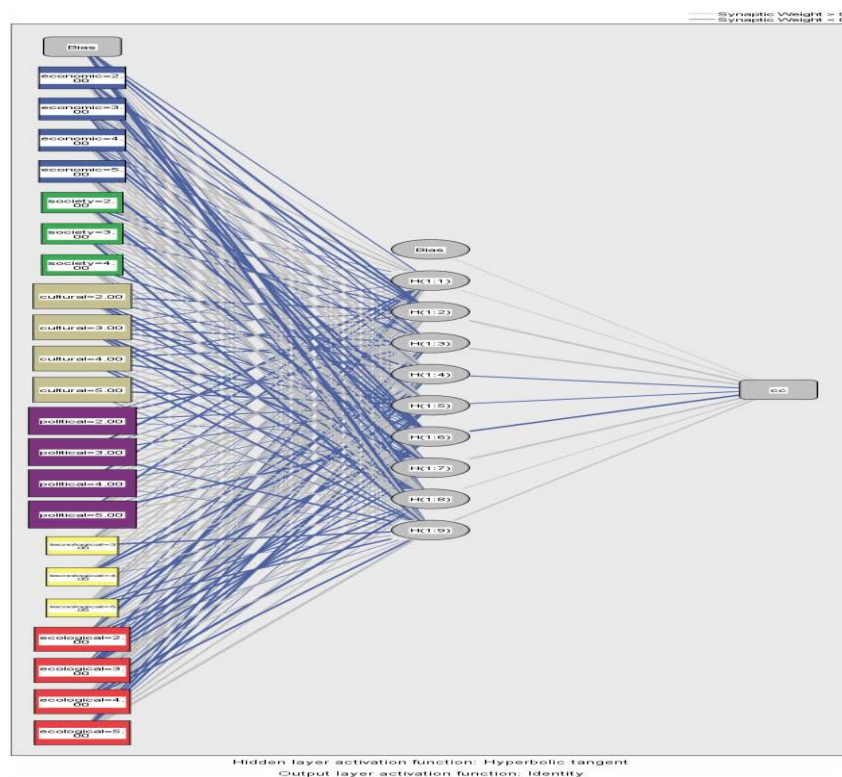 Synaptic Weight > 0
Synaptic Weight < 0
Bias
economic=2.
00
economic=3.
00
economic=4.
00
economic=5.
00
society=2.
00
society=3.
00
society=4.
00
cultural=2.00
cultural=3.00
cultural=4.00
cultural=5.00
political=2.00
political=3.00
political=4.00
political=5.00
00
00
00
ecological=2.
00
ecological=3.
00
ecological=4.
00
ecological=5.
00
Bias
H(1:1)
H(1:2)
H(1:3)
H(1:4)
H(1:5)
H(1:6)
H(1:7)
H(1:8)
H(1:9)
cc
Hidden layer activation function: Hyperbolic tangent
Output layer activation function: Identity